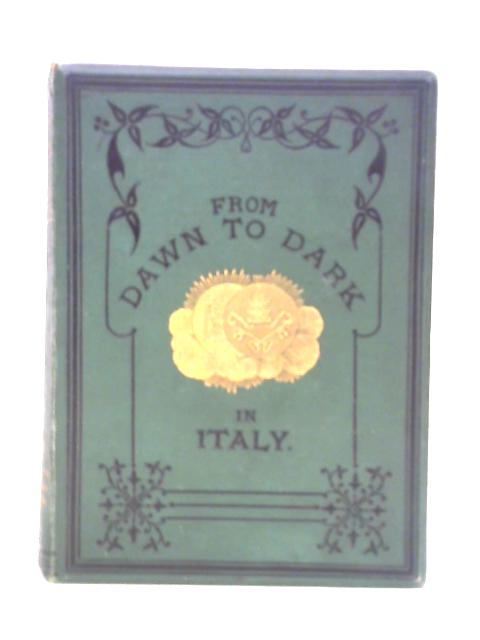 FROM
DAWN TO DARK
IN
ITALY.